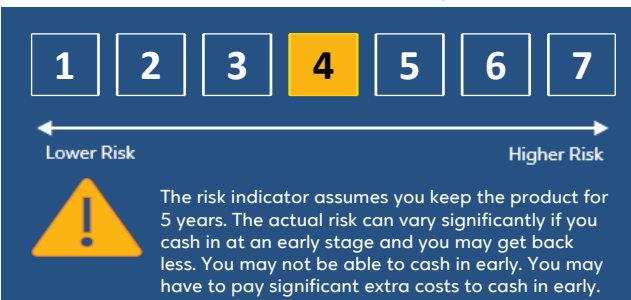 1 2 3 4 5 6 7
Lower Risk Higher Risk
The risk indicator assumes you keep the product for
5 years. The actual risk can vary significantly if you
cash in at an early stage and you may get back
less. You may not be able to cash in early. You may
have to pay significant extra costs to cash in early.